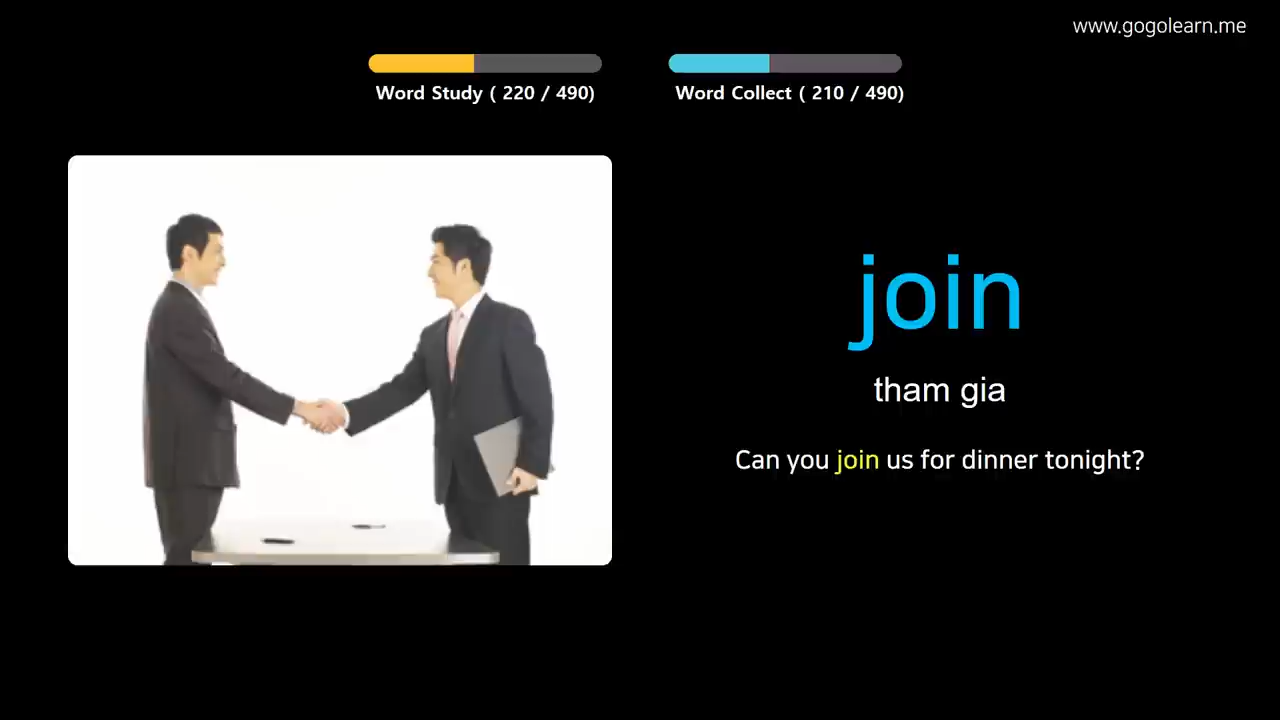 www.gogolearn.me
Word Study ( 220 / 490)
Word Collect ( 210 / 490)
join
tham gia
Can you join us for dinner tonight?